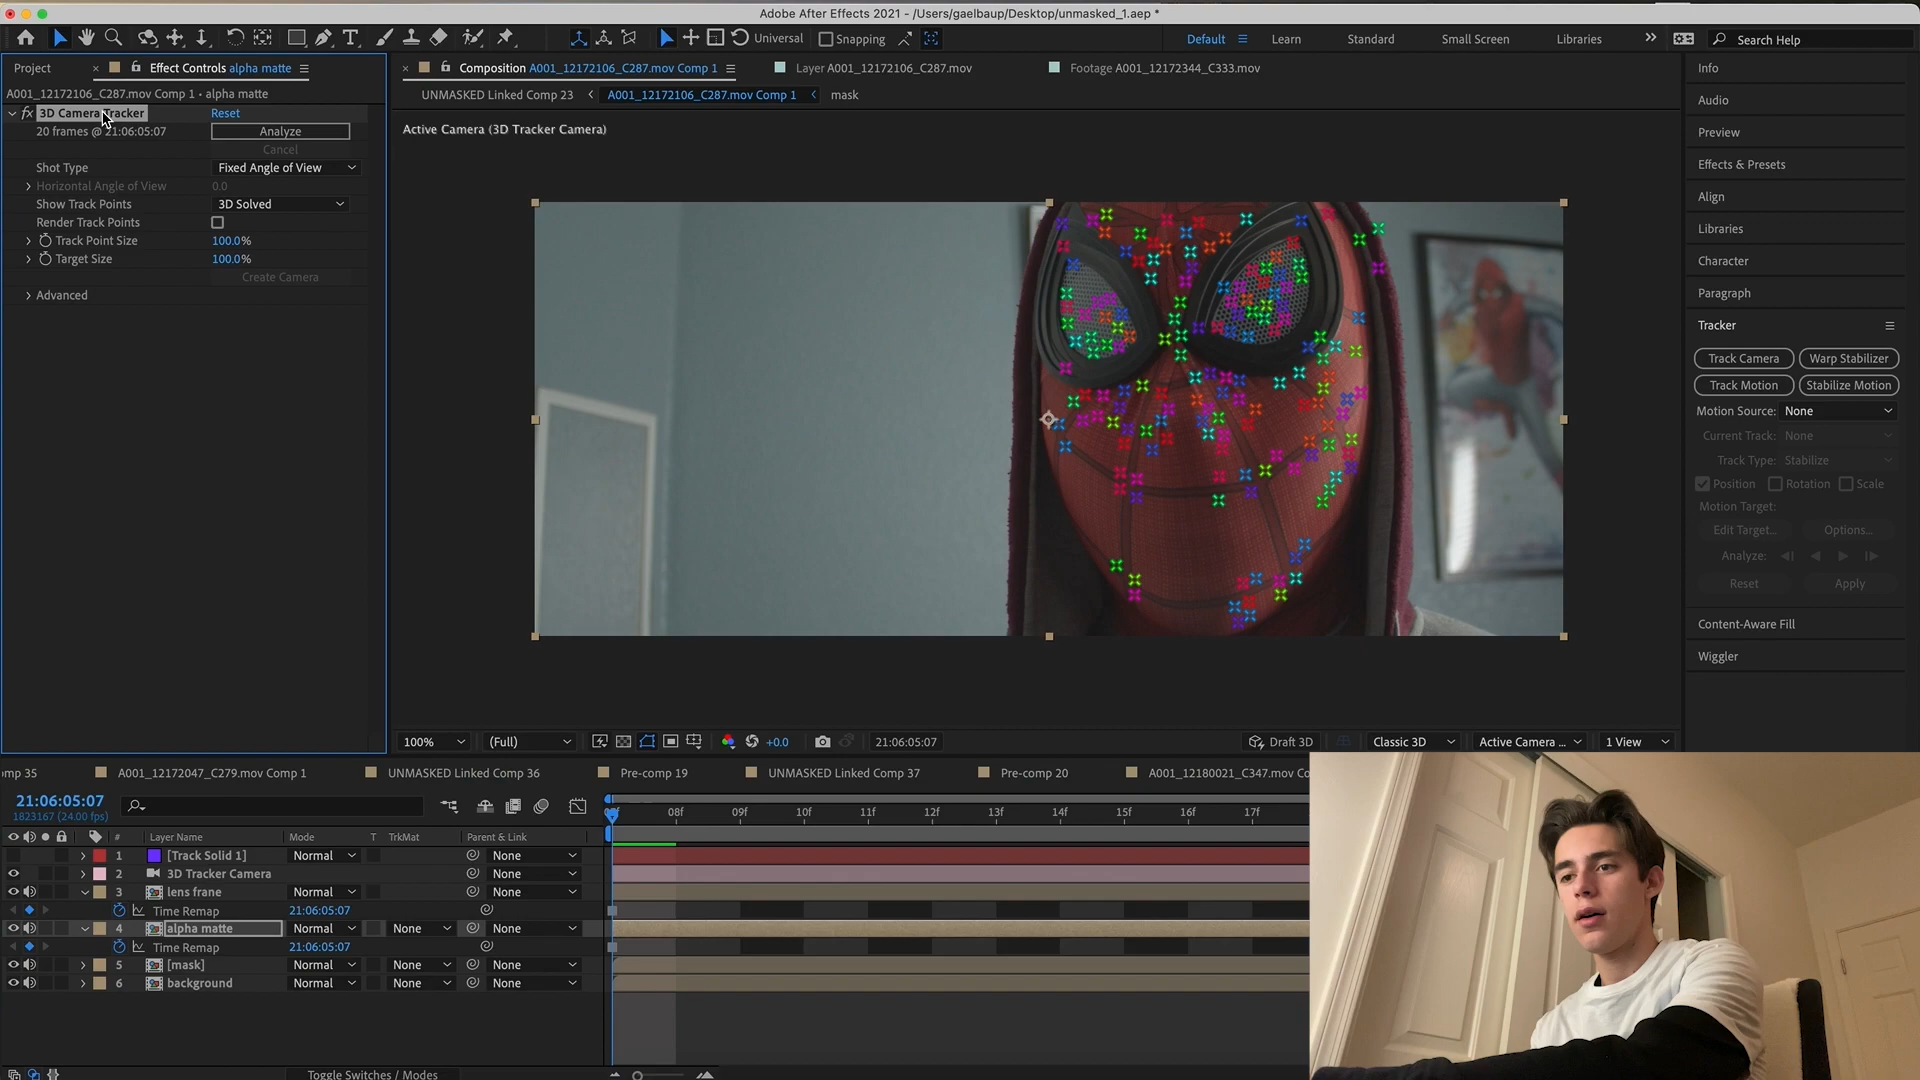 Adobe After Effects 2021 - /Users/gaelbaup/Desktop/unmasked_1.aep *
Universal
Snapping
Default
Learn
Standard
Small Screen
Libraries
Search Help
Project
Effect Controls alpha matte
A001_12172106_C287.mov Comp 1 • alpha matte
fx 3D Camera Tracker Reset
20 frames @ 21:06:05:07 Analyze
Cancel
Shot Type Fixed Angle of View
Horizontal Angle of View 0.0
Show Track Points 3D Solved
Render Track Points
Track Point Size 100.0%
Target Size 100.0%
Create Camera
Advanced
Composition A001_12172106_C287.mov Comp 1
Layer A001_12172106_C287.mov
Footage A001_12172344_C333.mov
UNMASKED Linked Comp 23 A001_12172106_C287.mov Comp 1 mask
Active Camera (3D Tracker Camera)
100% (Full) +0.0 21:06:05:07 Draft 3D Classic 3D Active Camera ... 1 View
Info
Audio
Preview
Effects & Presets
Align
Libraries
Character
Paragraph
Tracker
Track Camera Warp Stabilizer
Track Motion Stabilize Motion
Motion Source: None
Current Track: None
Track Type: Stabilize
Position Rotation Scale
Motion Target:
Edit Target... Options...
Analyze:
Reset Apply
Content-Aware Fill
Wiggler
mp 35 A001_12172047_C279.mov Comp 1 UNMASKED Linked Comp 36 Pre-comp 19 UNMASKED Linked Comp 37 Pre-comp 20 A001_12180021_C347.mov Co
21:06:05:07
1823167 (24.00 fps)
08f 09f 10f 11f 12f 13f 14f 15f 16f 17f
# Layer Name Mode T TrkMat Parent & Link
1 [Track Solid 1] Normal None
2 3D Tracker Camera None
3 lens frane Normal None
Time Remap 21:06:05:07
4 alpha matte Normal None None
Time Remap 21:06:05:07
5 [mask] Normal None None
6 background Normal None None
Toggle Switches / Modes